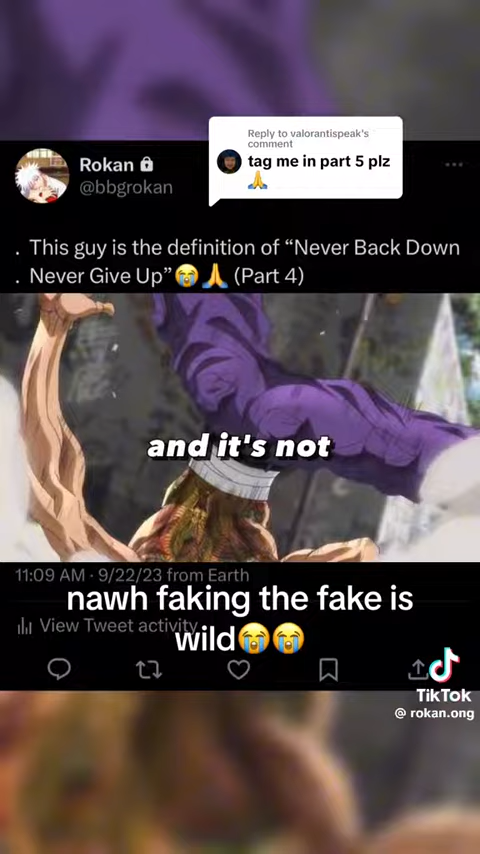 Reply to valorantispeak's
comment
tag me in part 5 plz
🙏
Rokan
@bbgrokan
. This guy is the definition of “Never Back Down
. Never Give Up”😭🙏 (Part 4)
and it's not
11:09 AM · 9/22/23 from Earth
nawh faking the fake is
wild😭😭
View Tweet activity
TikTok
@ rokan.ong